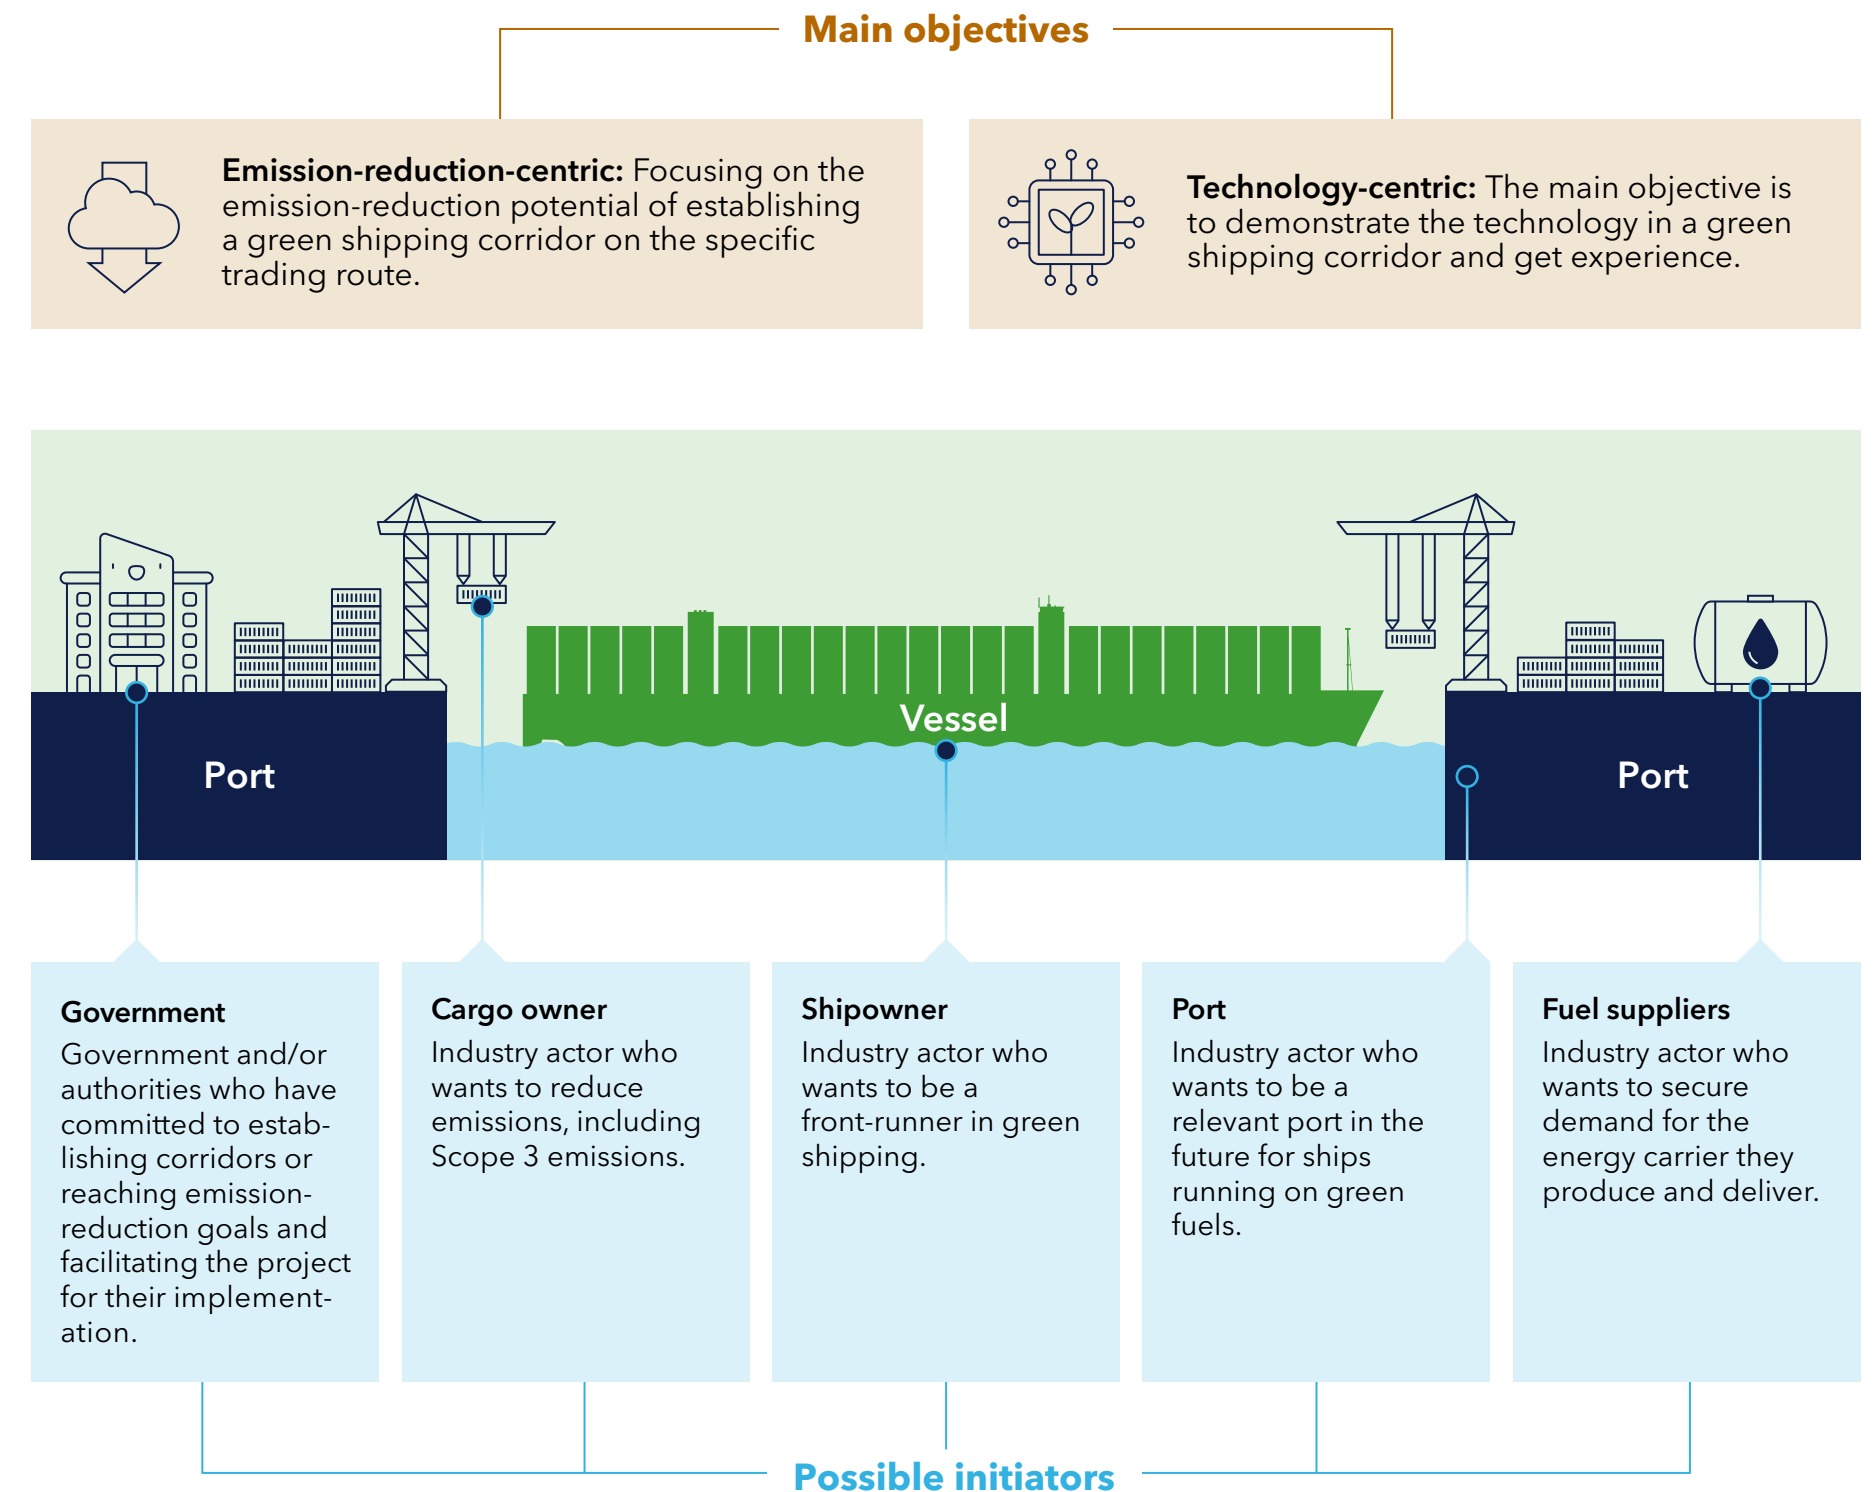 Main objectives
Emission-reduction-centric: Focusing on the
emission-reduction potential of establishing
a green shipping corridor on the specific
trading route.
Technology-centric: The main objective is
to demonstrate the technology in a green
shipping corridor and get experience.
Vessel
Port
Port
Government
Government and/or
authorities who have
committed to estab-
lishing corridors or
reaching emission-
reduction goals and
facilitating the project
for their implement-
ation.
Cargo owner
Industry actor who
wants to reduce
emissions, including
Scope 3 emissions.
Shipowner
Industry actor who
wants to be a
front-runner in green
shipping.
Port
Industry actor who
wants to be a
relevant port in the
future for ships
running on green
fuels.
Fuel suppliers
Industry actor who
wants to secure
demand for the
energy carrier they
produce and deliver.
Possible initiators